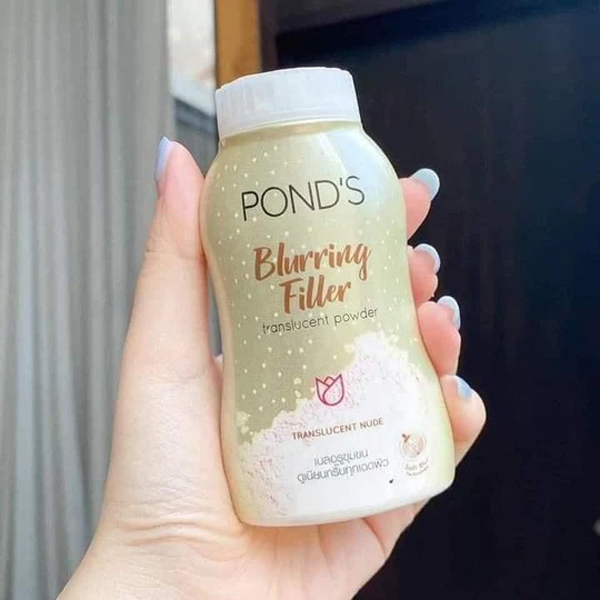 POND'S
Blurring
Filler
translucent powder
TRANSLUCENT NUDE
เบลอรูขุมขน
ดูเนียนกริบทุกเฉดผิว